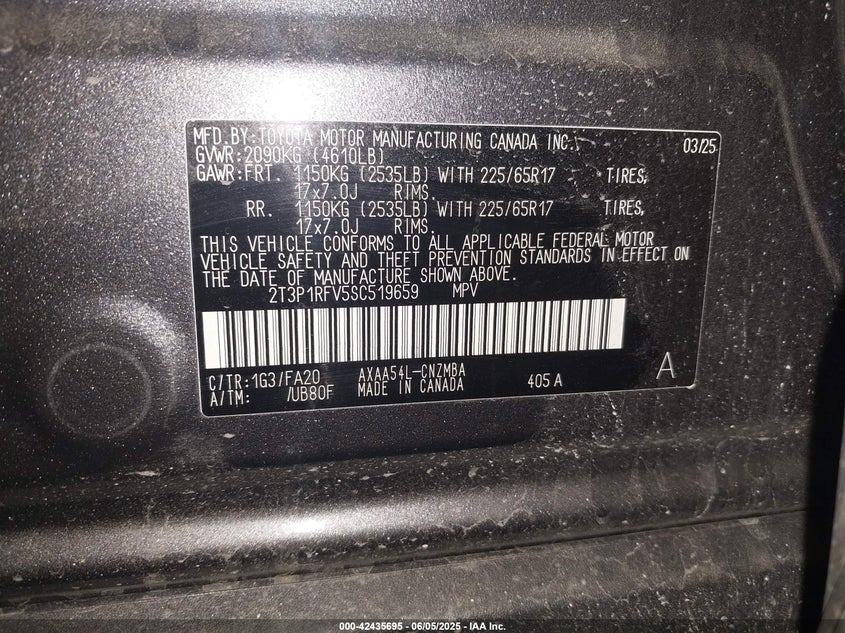 MFD.BY:TOYOTA MOTOR MANUFACTURING CANADA INC. 03/25
GVWR:2090KG (4610LB)
GAWR:FRT. 1150KG (2535LB) WITH 225/65R17 TIRES,
17x7.0J RIMS.
RR. 1150KG (2535LB) WITH 225/65R17 TIRES,
17x7.0J RIMS.
THIS VEHICLE CONFORMS TO ALL APPLICABLE FEDERAL MOTOR
VEHICLE SAFETY AND THEFT PREVENTION STANDARDS IN EFFECT ON
THE DATE OF MANUFACTURE SHOWN ABOVE.
2T3P1RFV5SC519659 MPV
C/TR:1G3/FA20 AXAA54L-CNZMBA
A/TM: /UB80F MADE IN CANADA 405 A A
000-42435695 - 06/05/2025 - IAA Inc.